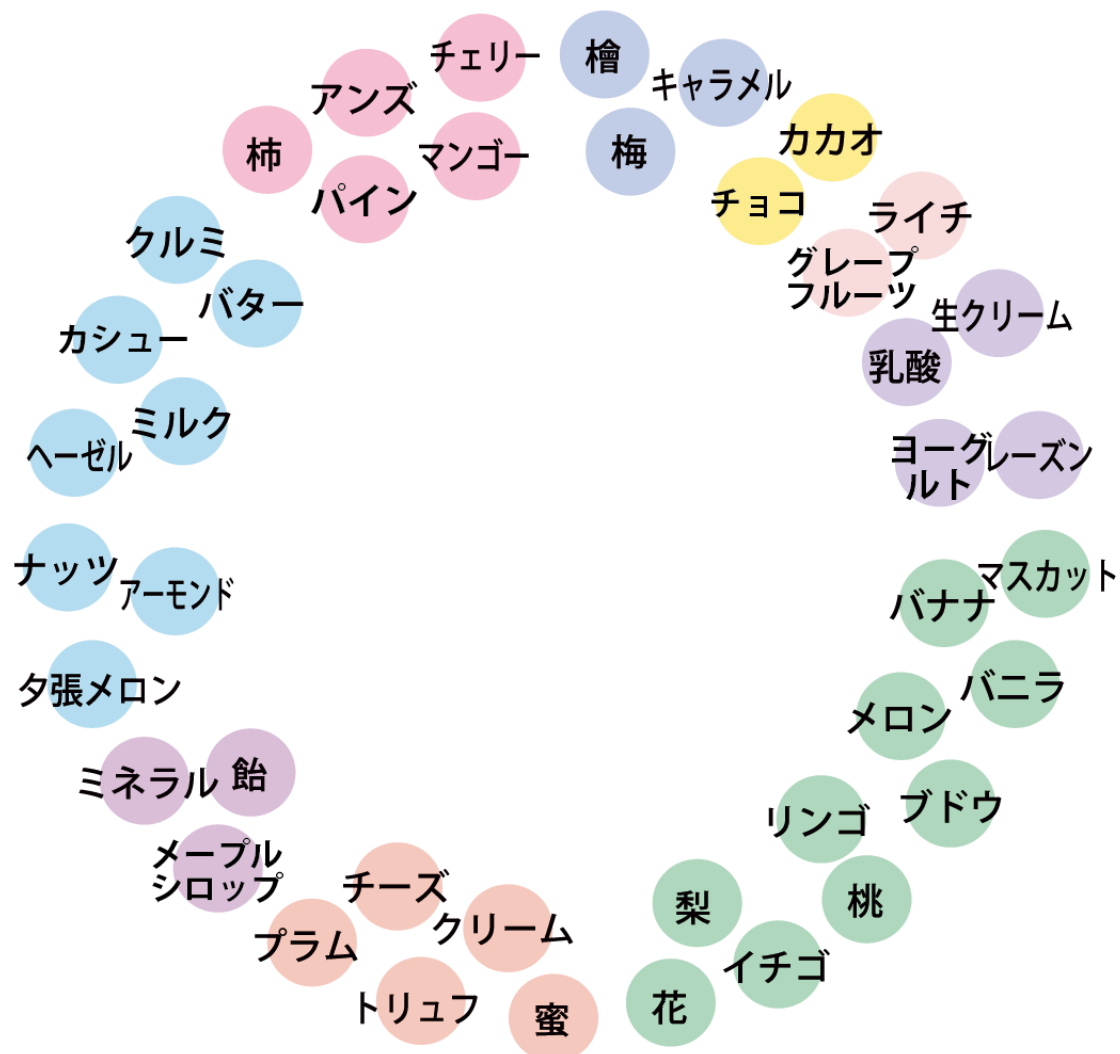 チェリー
檜
キャラメル
アンズ
柿
マンゴー
パイン
梅
カカオ
チョコ
ライチ
グレープ
フルーツ
生クリーム
乳酸
ヨーグ
ルト
レーズン
マスカット
バナナ
バニラ
メロン
ブドウ
リンゴ
桃
梨
イチゴ
花
蜜
クリーム
トリュフ
チーズ
プラム
メープル
シロップ
飴
ミネラル
夕張メロン
アーモンド
ナッツ
ヘーゼル
ミルク
カシュー
バター
クルミ